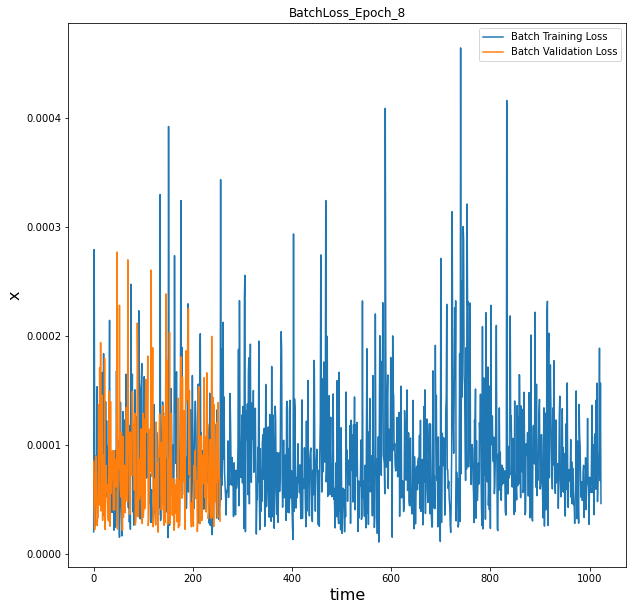 BatchLoss_Epoch_8
Batch Training Loss
Batch Validation Loss
0.0004
0.0003
0.0002
0.0001
0.0000
x
0
200
400
600
800
1000
time